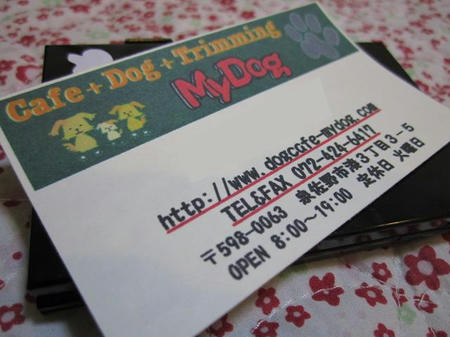 Cafe+Dog+Trimming
MyDog
http://www.dogcafe-mydog.com
TEL&FAX 072-424-6417
〒598-0063 泉佐野市湊3丁目3-5
OPEN 8:00〜19:00 定休日 火曜日